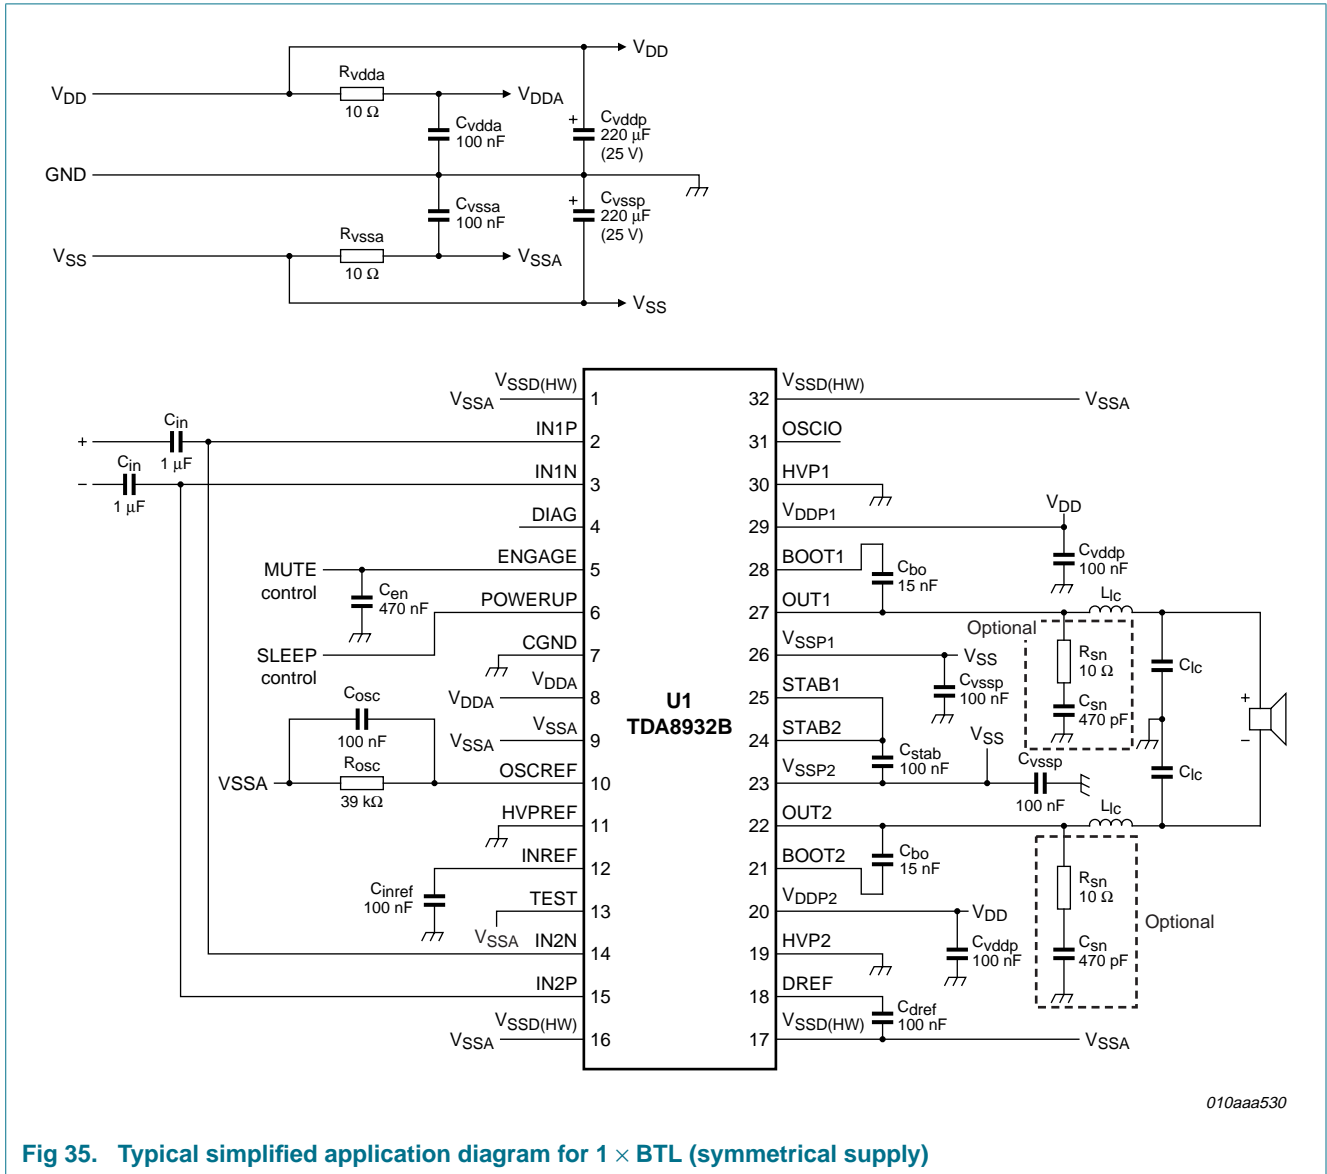 VDD
Rvdda
VDD
VDDA
10 Ω
Cvdda
100 nF
+
Cvddp
220 μF
(25 V)
GND
Cvssa
100 nF
+
Cvssp
220 μF
(25 V)
Rvssa
VSS
VSSA
10 Ω
VSS
VSSD(HW)
VSSA
1
Cin
+
1 μF
IN1P
2
Cin
−
1 μF
IN1N
3
DIAG
4
MUTE
control
ENGAGE
5
Cen
470 nF
POWERUP
6
SLEEP
control
CGND
7
VDDA
VDDA
8
Cosc
100 nF
VSSA
VSSA
9
VSSA
Rosc
39 kΩ
OSCREF
10
HVPREF
11
INREF
12
Cinref
100 nF
TEST
13
VSSA
IN2N
14
IN2P
15
VSSD(HW)
VSSA
16
U1
TDA8932B
32
VSSD(HW)
VSSA
31
OSCIO
30
HVP1
29
VDDP1
VDD
Cvddp
100 nF
28
BOOT1
Cbo
15 nF
27
OUT1
Llc
Optional
Rsn
10 Ω
Csn
470 pF
Clc
26
VSSP1
VSS
Cvssp
100 nF
25
STAB1
24
STAB2
Cstab
100 nF
VSS
23
VSSP2
Cvssp
100 nF
Clc
+
−
22
OUT2
Llc
21
BOOT2
Cbo
15 nF
Rsn
10 Ω
Csn
470 pF
Optional
20
VDDP2
VDD
Cvddp
100 nF
19
HVP2
18
DREF
Cdref
100 nF
17
VSSD(HW)
VSSA
010aaa530
Fig 35. Typical simplified application diagram for 1 × BTL (symmetrical supply)